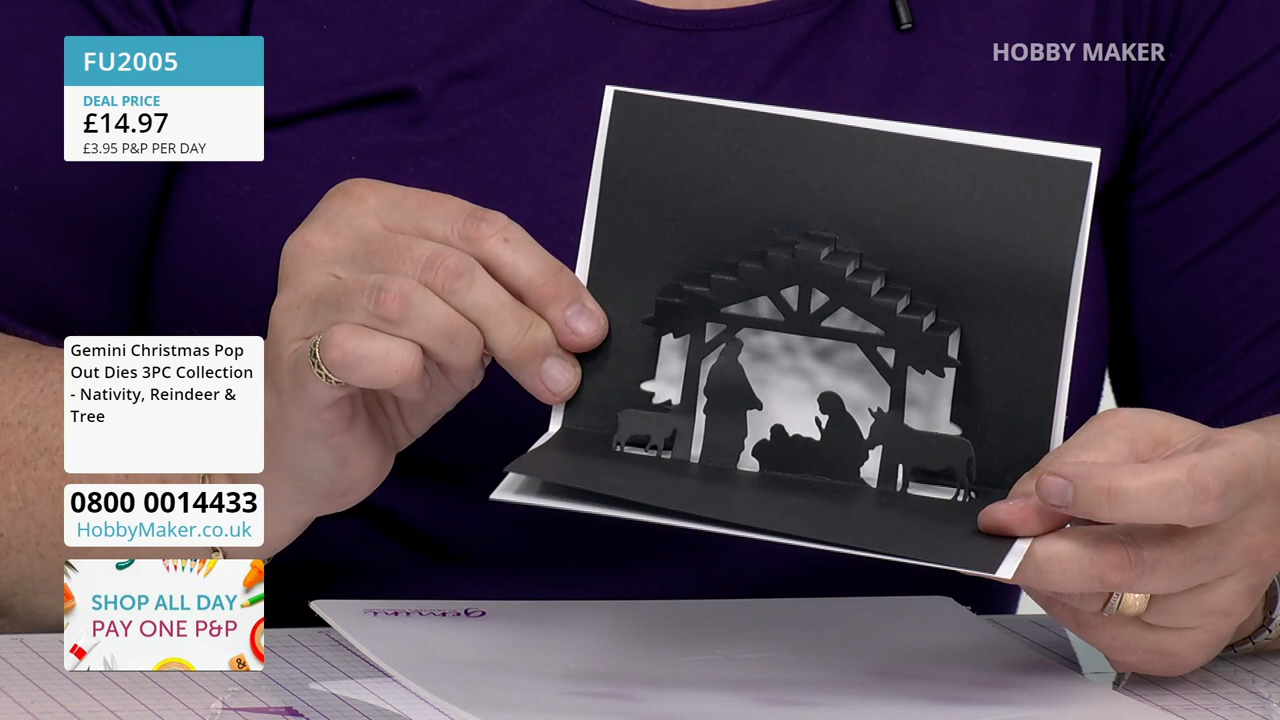 FU2005
DEAL PRICE
£14.97
£3.95 P&P PER DAY
HOBBY MAKER
Gemini Christmas Pop
Out Dies 3PC Collection
- Nativity, Reindeer &
Tree
0800 0014433
HobbyMaker.co.uk
SHOP ALL DAY
PAY ONE P&P
&
gemini